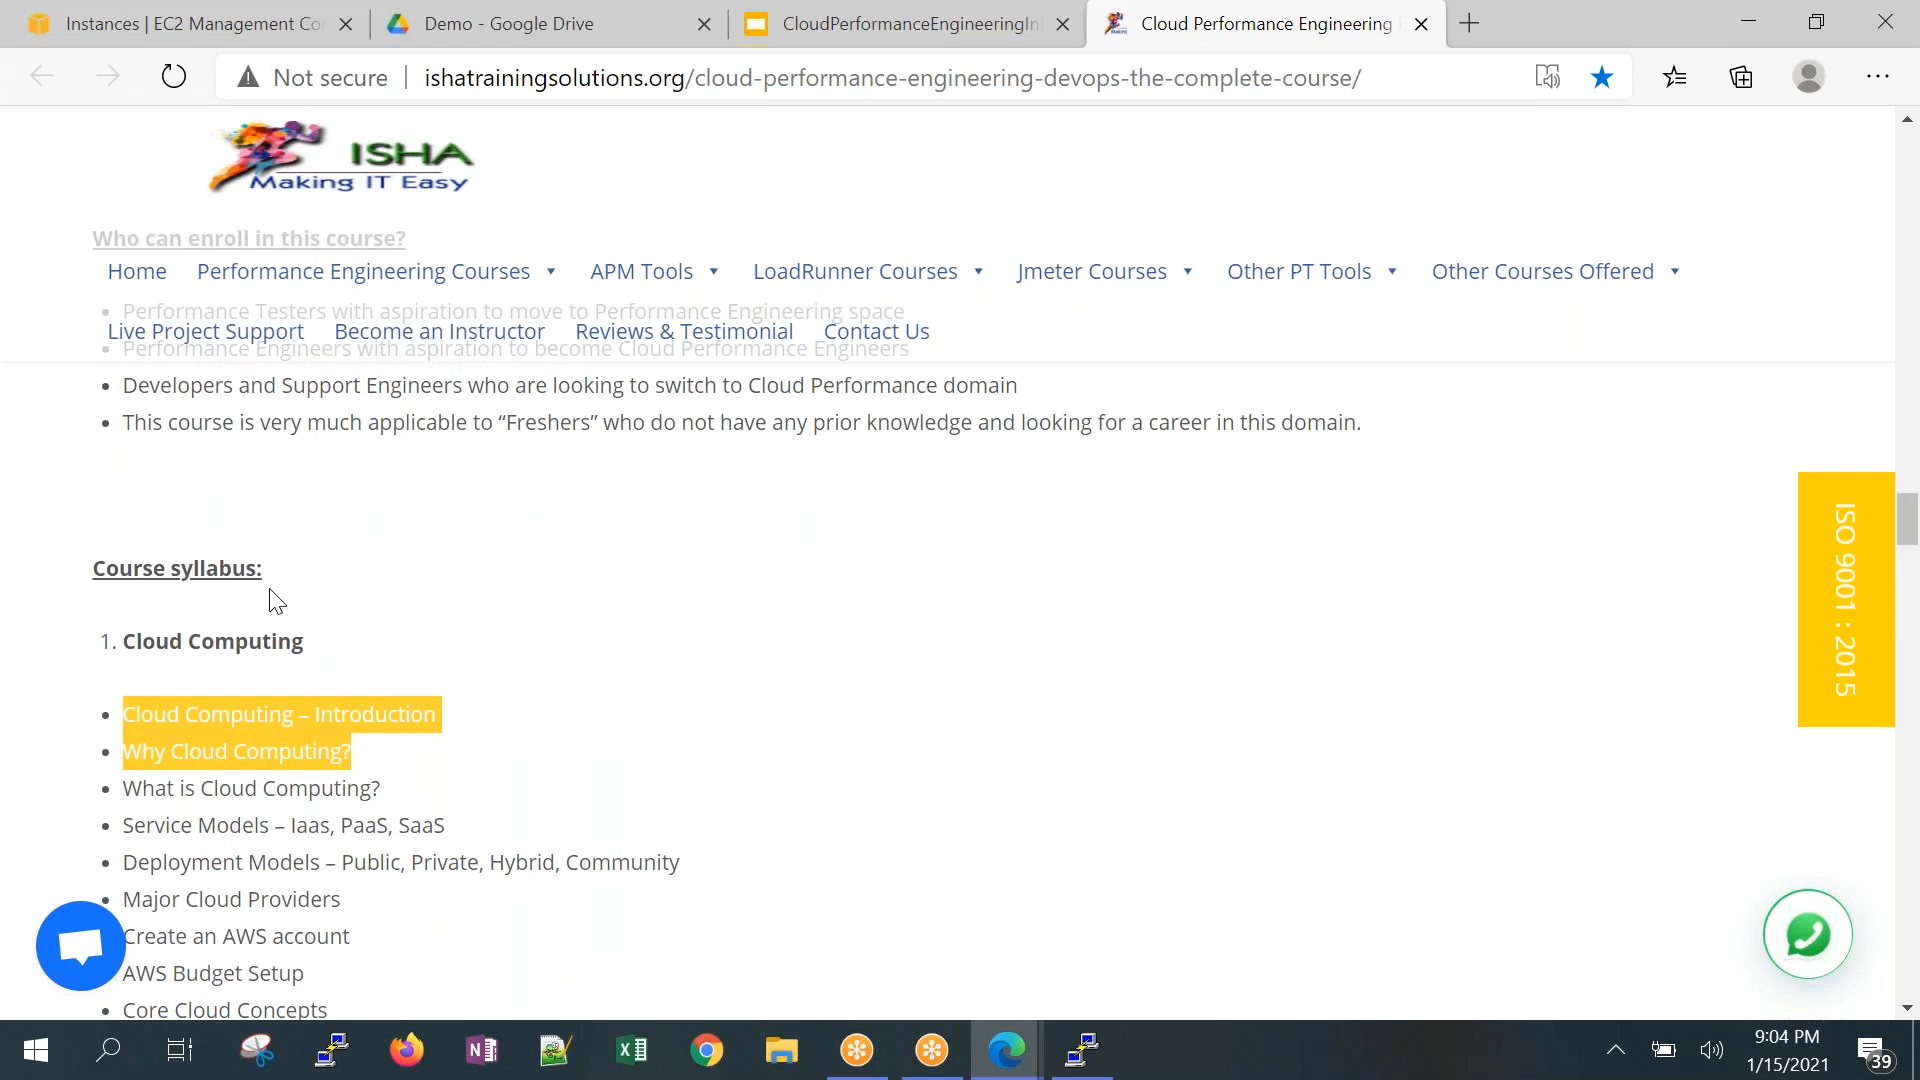 Instances | EC2 Management Co
Demo - Google Drive
CloudPerformanceEngineeringIn
Cloud Performance Engineering
Not secure
ishatrainingsolutions.org/cloud-performance-engineering-devops-the-complete-course/
ISHA
Making IT Easy
Who can enroll in this course?
Home
Performance Engineering Courses
APM Tools
LoadRunner Courses
Jmeter Courses
Other PT Tools
Other Courses Offered
Performance Testers with aspiration to move to Performance Engineering space
Live Project Support
Become an Instructor
Reviews & Testimonial
Contact Us
Performance Engineers with aspiration to become Cloud Performance Engineers
Developers and Support Engineers who are looking to switch to Cloud Performance domain
This course is very much applicable to “Freshers” who do not have any prior knowledge and looking for a career in this domain.
ISO 9001 : 2015
Course syllabus:
1. Cloud Computing
Cloud Computing – Introduction
Why Cloud Computing?
What is Cloud Computing?
Service Models – Iaas, PaaS, SaaS
Deployment Models – Public, Private, Hybrid, Community
Major Cloud Providers
Create an AWS account
AWS Budget Setup
Core Cloud Concepts
9:04 PM
1/15/2021
39